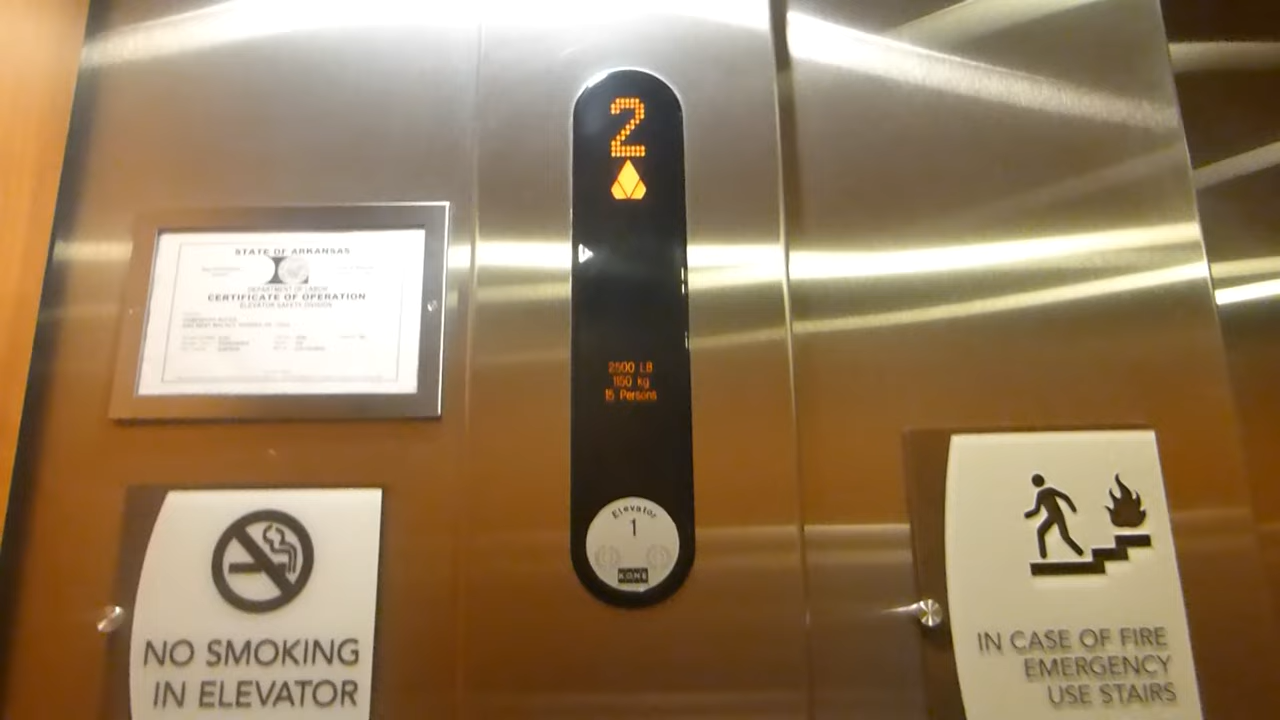 2
STATE OF ARKANSAS
DEPARTMENT OF LABOR
CERTIFICATE OF OPERATION
ELEVATOR SAFETY DIVISION
2500 LB
1150 kg
15 Persons
Elevator
1
KONE
NO SMOKING
IN ELEVATOR
IN CASE OF FIRE
EMERGENCY
USE STAIRS